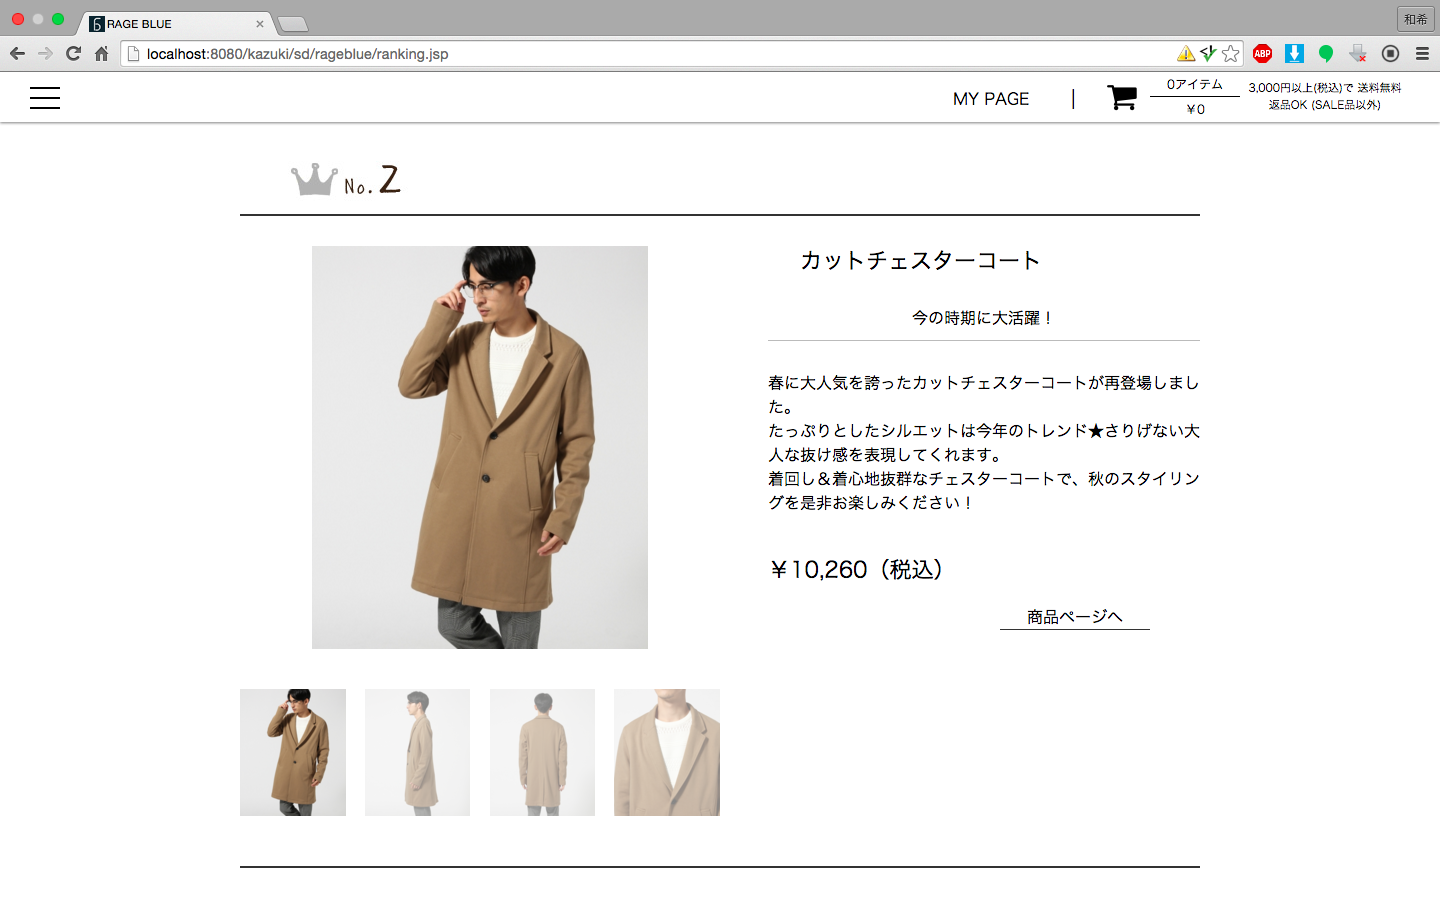 RAGE BLUE
和希
localhost:8080/kazuki/sd/rageblue/ranking.jsp
ABP
MY PAGE
0アイテム
¥0
3,000円以上(税込)で 送料無料
返品OK (SALE品以外)
No. 2
カットチェスターコート
今の時期に大活躍！
春に大人気を誇ったカットチェスターコートが再登場しまし
た。
たっぷりとしたシルエットは今年のトレンド★さりげない大
人な抜け感を表現してくれます。
着回し＆着心地抜群なチェスターコートで、秋のスタイリン
グを是非お楽しみください！
￥10,260（税込）
商品ページへ